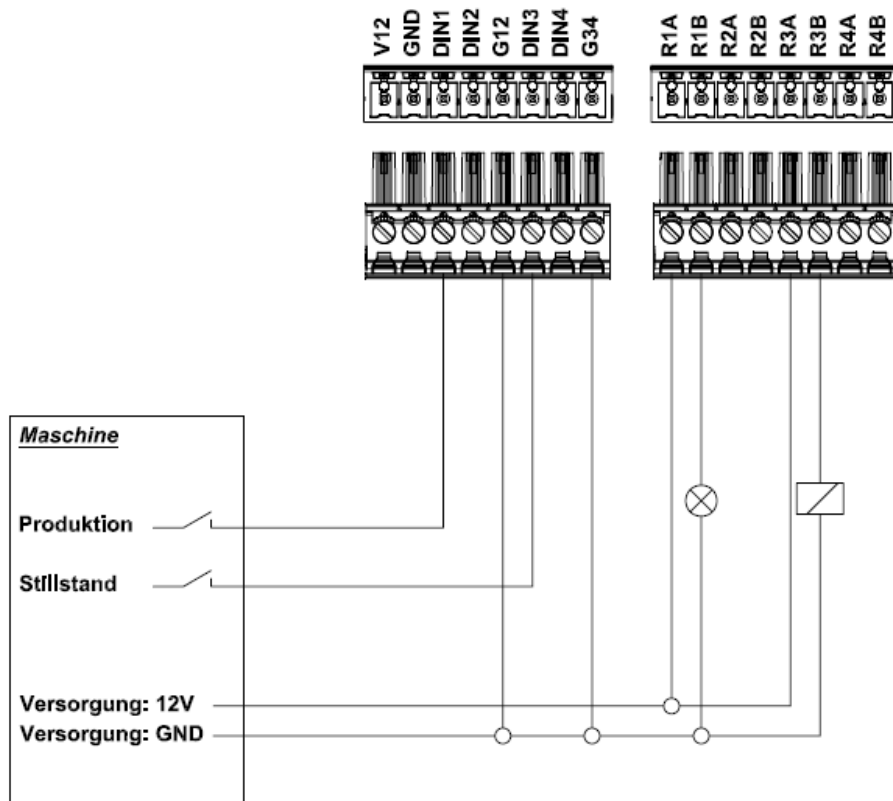 V12 GND DIN1 DIN2 G12 DIN3 DIN4 G34 R1A R1B R2A R2B R3A R3B R4A R4B
Maschine
Produktion
Stillstand
Versorgung: 12V
Versorgung: GND